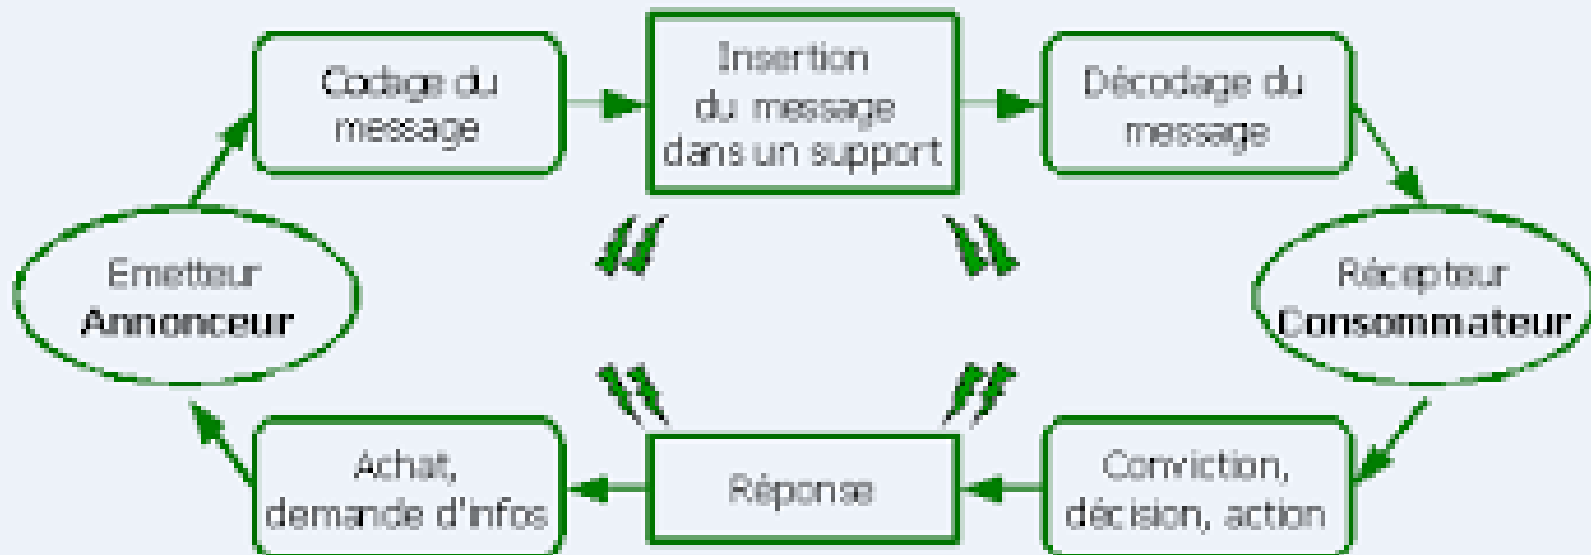 Codage du
message
Insertion
du message
dans un support
Décodage du
message
Emetteur
Annonceur
Récepteur
Consommateur
Achat,
demande d'infos
Réponse
Conviction,
décision, action